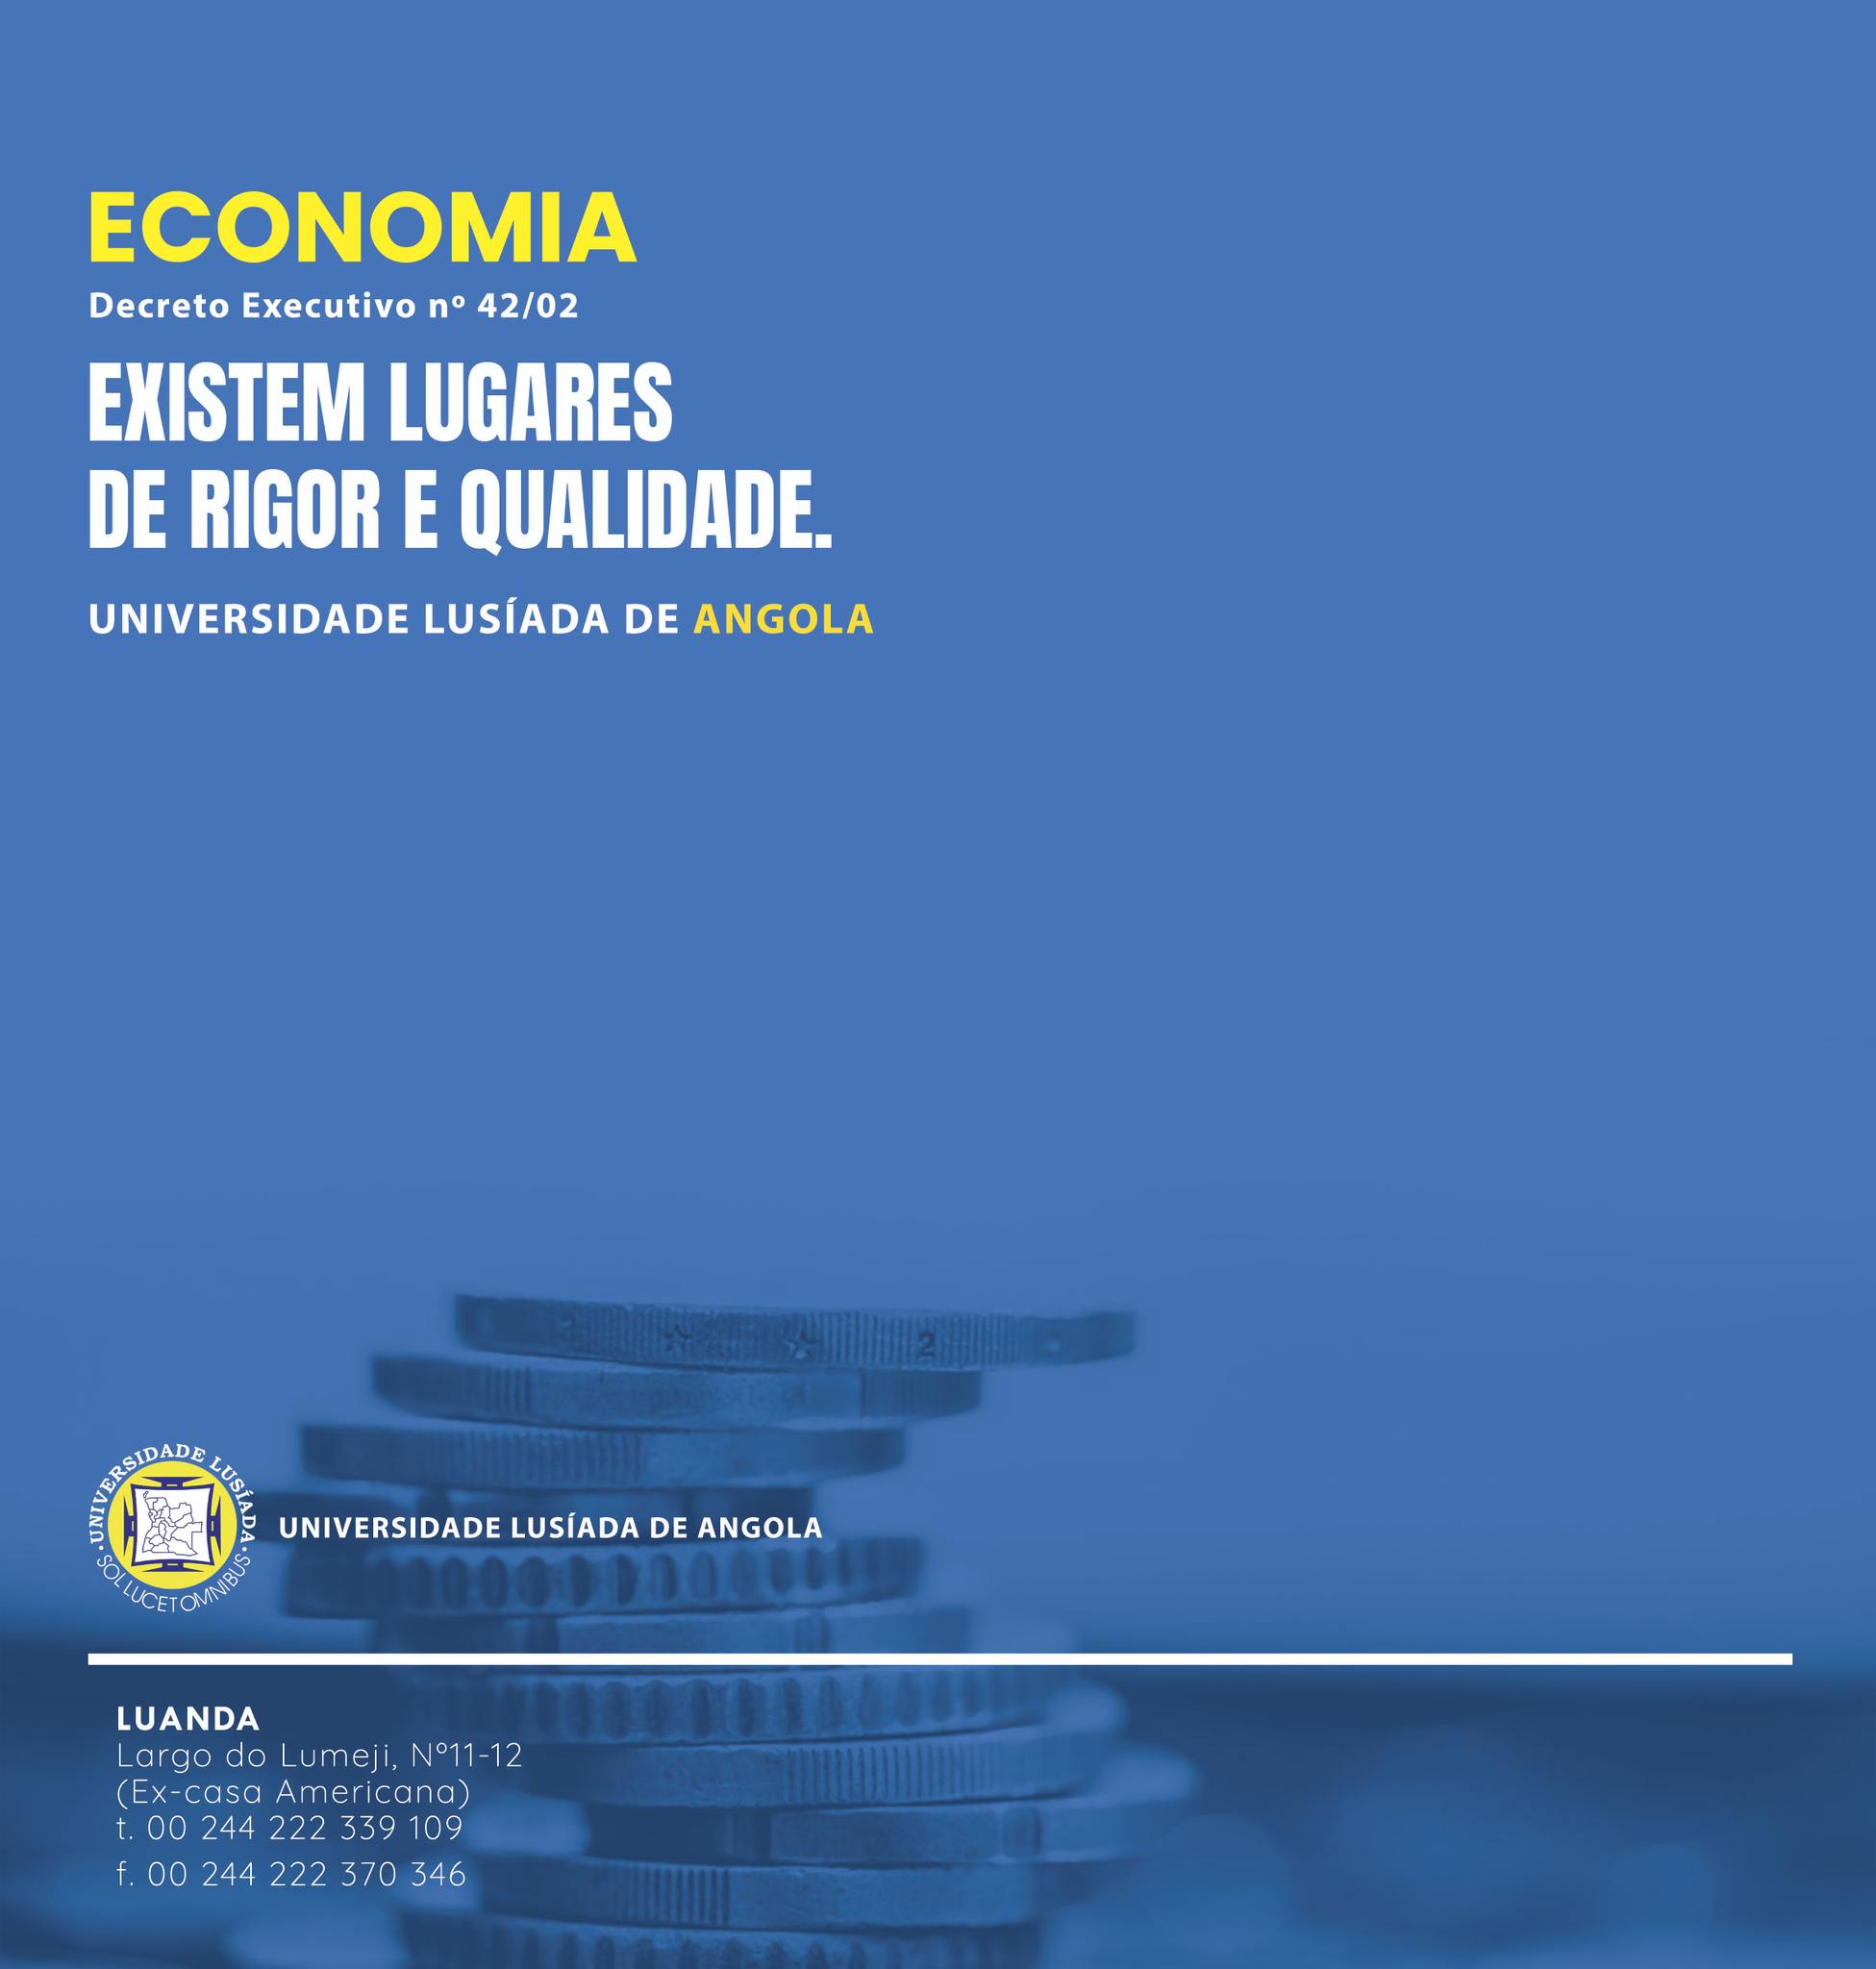 ECONOMIA
Decreto Executivo nº 42/02
EXISTEM LUGARES
DE RIGOR E QUALIDADE.
UNIVERSIDADE LUSÍADA DE ANGOLA
2
·UNIVERSIDADE LUSÍADA·
SOL LUCET OMNIBUS
UNIVERSIDADE LUSÍADA DE ANGOLA
LUANDA
Largo do Lumeji, Nº11-12
(Ex-casa Americana)
t. 00 244 222 339 109
f. 00 244 222 370 346